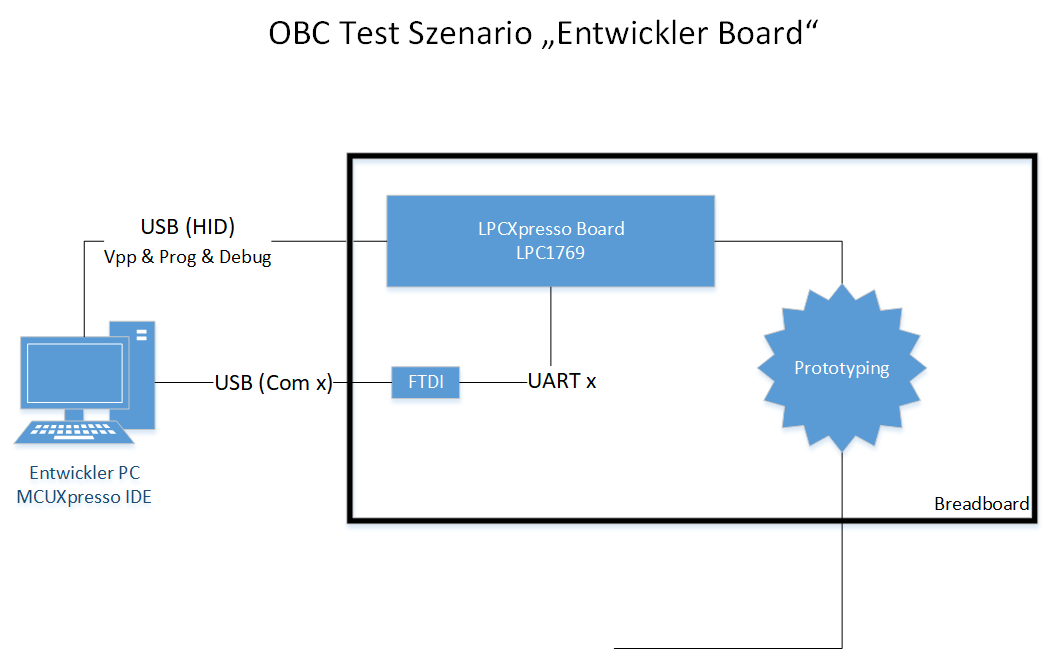 OBC Test Szenario „Entwickler Board“
USB (HID)
Vpp & Prog & Debug
LPCXpresso Board
LPC1769
Prototyping
USB (Com x)
FTDI
UART x
Entwickler PC
MCUXpresso IDE
Breadboard